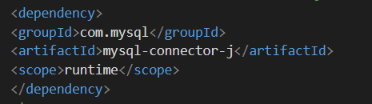 <dependency>
<groupId>com.mysql</groupId>
<artifactId>mysql-connector-j</artifactId>
<scope>runtime</scope>
</dependency>